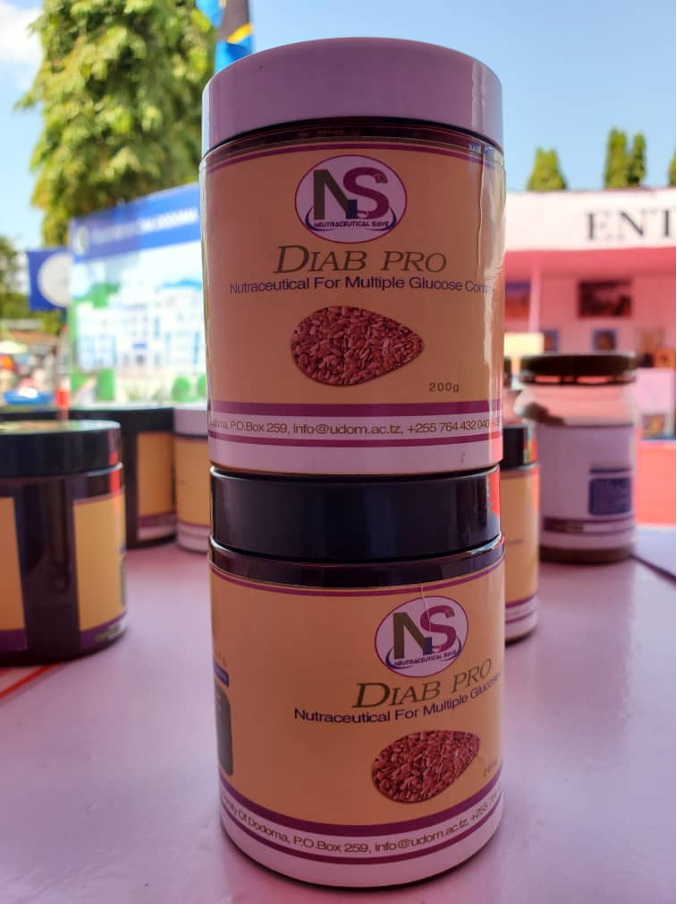 ENT
NS
NEUTRACEUTICAL SAVE
DIAB PRO
Nutraceutical For Multiple Glucose
200g
P.O.Box 259, info@udom.ac.tz, +255 764 432 040
NS
NEUTRACEUTICAL SAVE
DIAB PRO
Nutraceutical For Multiple Glucose
Of Dodoma, P.O.Box 259, info@udom.ac.tz, +255